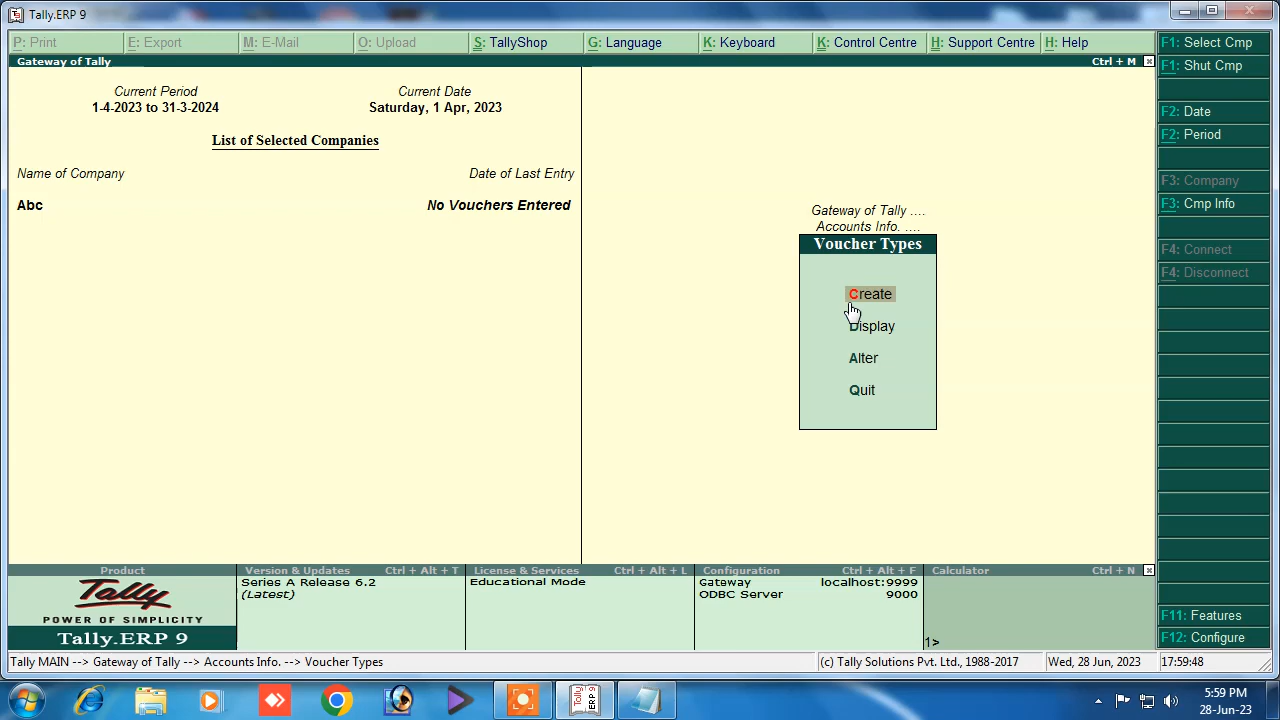 Tally.ERP 9
P: Print
E: Export
M: E-Mail
O: Upload
S: TallyShop
G: Language
K: Keyboard
K: Control Centre
H: Support Centre
H: Help
Gateway of Tally
Ctrl + M
Current Period
1-4-2023 to 31-3-2024
Current Date
Saturday, 1 Apr, 2023
List of Selected Companies
Name of Company
Date of Last Entry
Abc
No Vouchers Entered
Gateway of Tally ....
Accounts Info. ....
Voucher Types
Create
Display
Alter
Quit
F1: Select Cmp
F1: Shut Cmp
F2: Date
F2: Period
F3: Company
F3: Cmp Info
F4: Connect
F4: Disconnect
F11: Features
F12: Configure
Product
Tally
POWER OF SIMPLICITY
Tally.ERP 9
Version & Updates Ctrl + Alt + T
Series A Release 6.2
(Latest)
License & Services Ctrl + Alt + L
Educational Mode
Configuration Ctrl + Alt + F
Gateway localhost:9999
ODBC Server 9000
Calculator Ctrl + N
1>
Tally MAIN --> Gateway of Tally --> Accounts Info. --> Voucher Types
(c) Tally Solutions Pvt. Ltd., 1988-2017
Wed, 28 Jun, 2023
17:59:48
Tally
ERP 9
5:59 PM
28-Jun-23